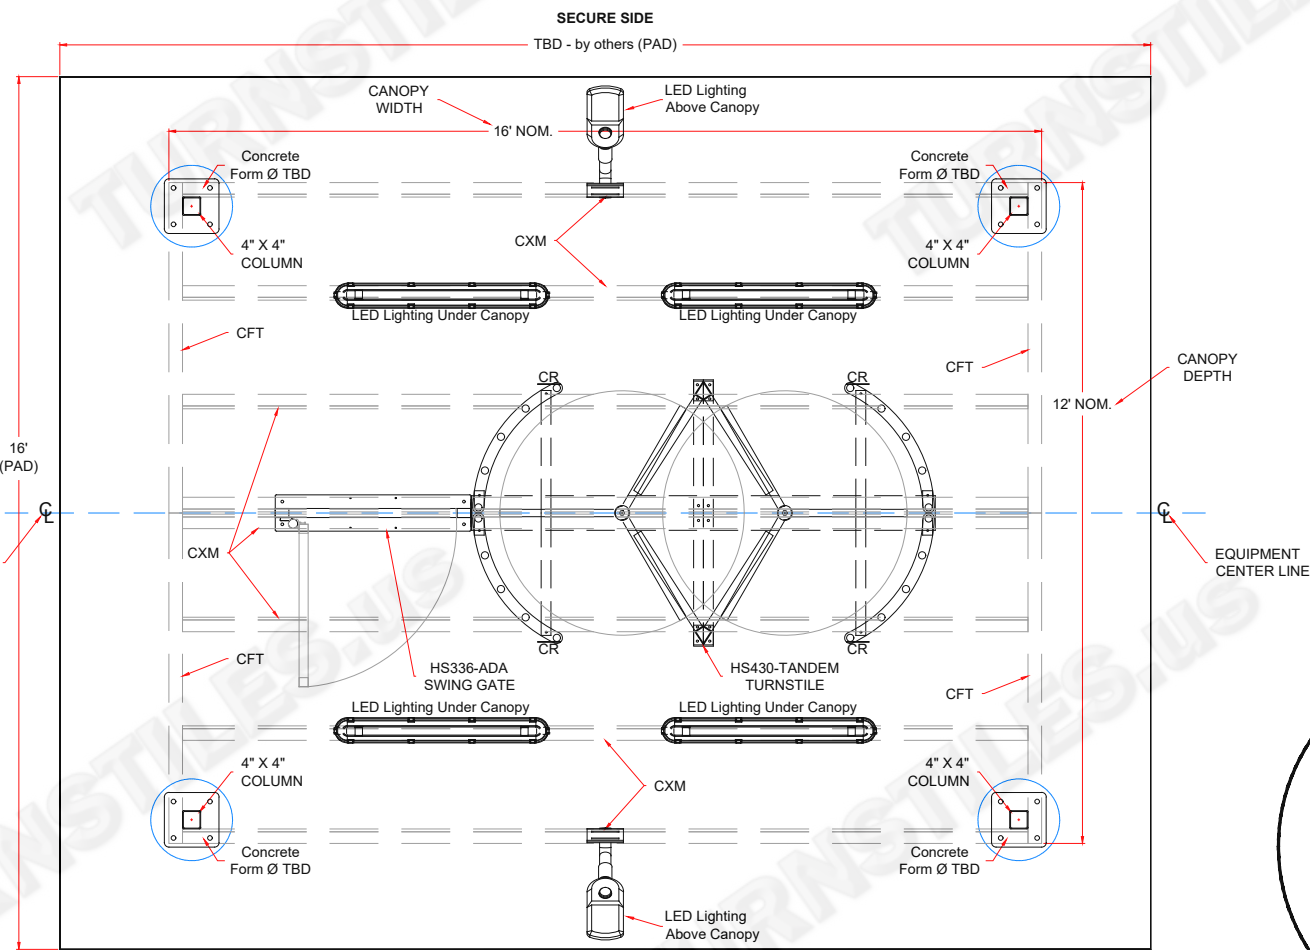 SECURE SIDE
TBD - by others (PAD)
CANOPY
WIDTH
16' NOM.
LED Lighting
Above Canopy
Concrete
Form Ø TBD
Concrete
Form Ø TBD
4" X 4"
COLUMN
CXM
4" X 4"
COLUMN
LED Lighting Under Canopy
LED Lighting Under Canopy
CFT
CFT
CANOPY
DEPTH
CR
CR
12' NOM.
16'
(PAD)
CL
CL
CXM
EQUIPMENT
CENTER LINE
CR
CR
CFT
HS336-ADA
SWING GATE
HS430-TANDEM
TURNSTILE
CFT
LED Lighting Under Canopy
LED Lighting Under Canopy
4" X 4"
COLUMN
CXM
4" X 4"
COLUMN
Concrete
Form Ø TBD
Concrete
Form Ø TBD
LED Lighting
Above Canopy
TURNSTILES.us